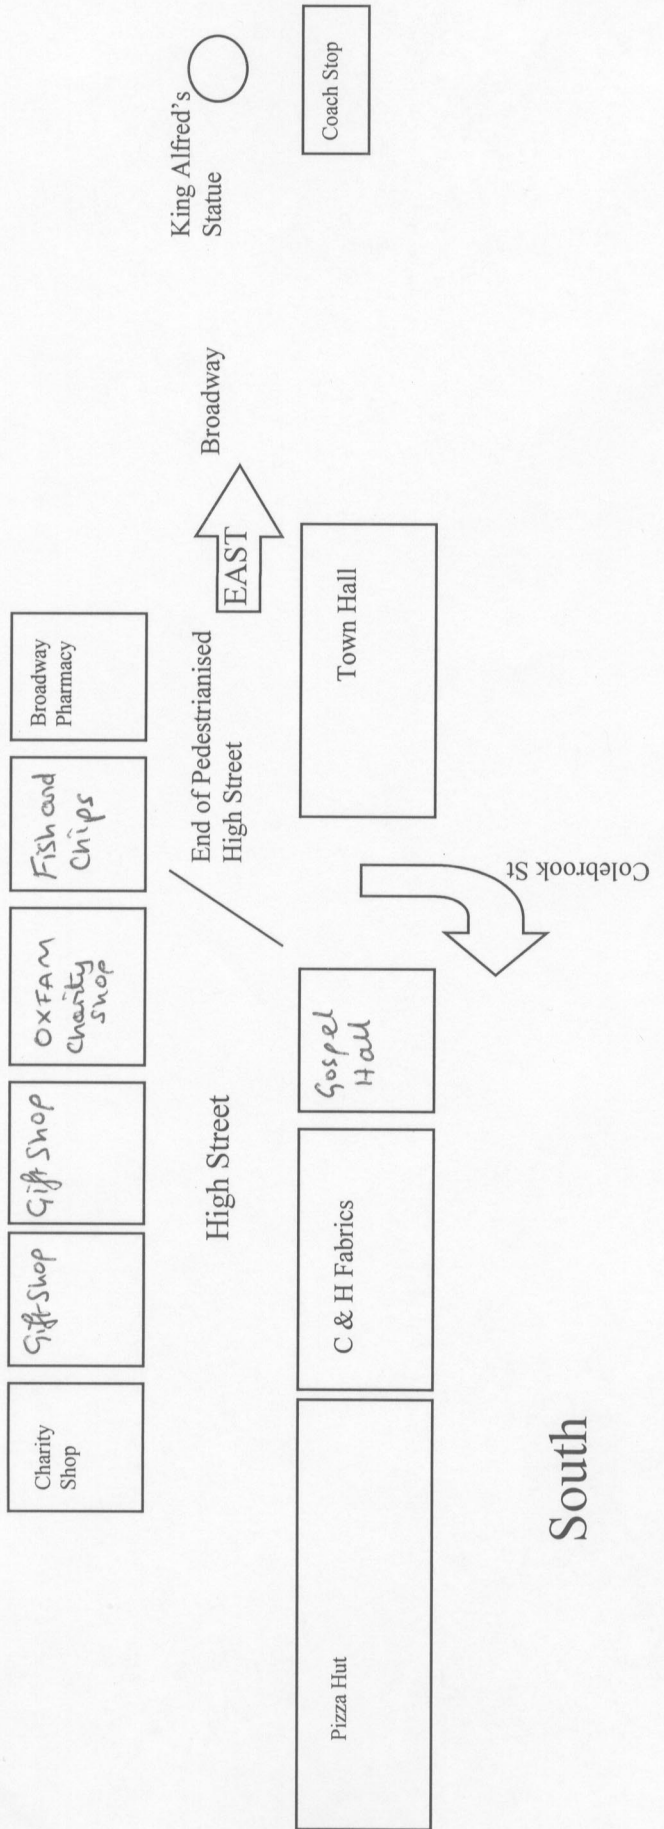 Charity
Shop
Gift Shop
Gift Shop
OXFAM
Charity
Shop
Fish and
Chips
Broadway
Pharmacy
High Street
End of Pedestrianised
High Street
EAST
Broadway
King Alfred's
Statue
Pizza Hut
C & H Fabrics
Gospel
Hall
Colebrook St
Town Hall
Coach Stop
South